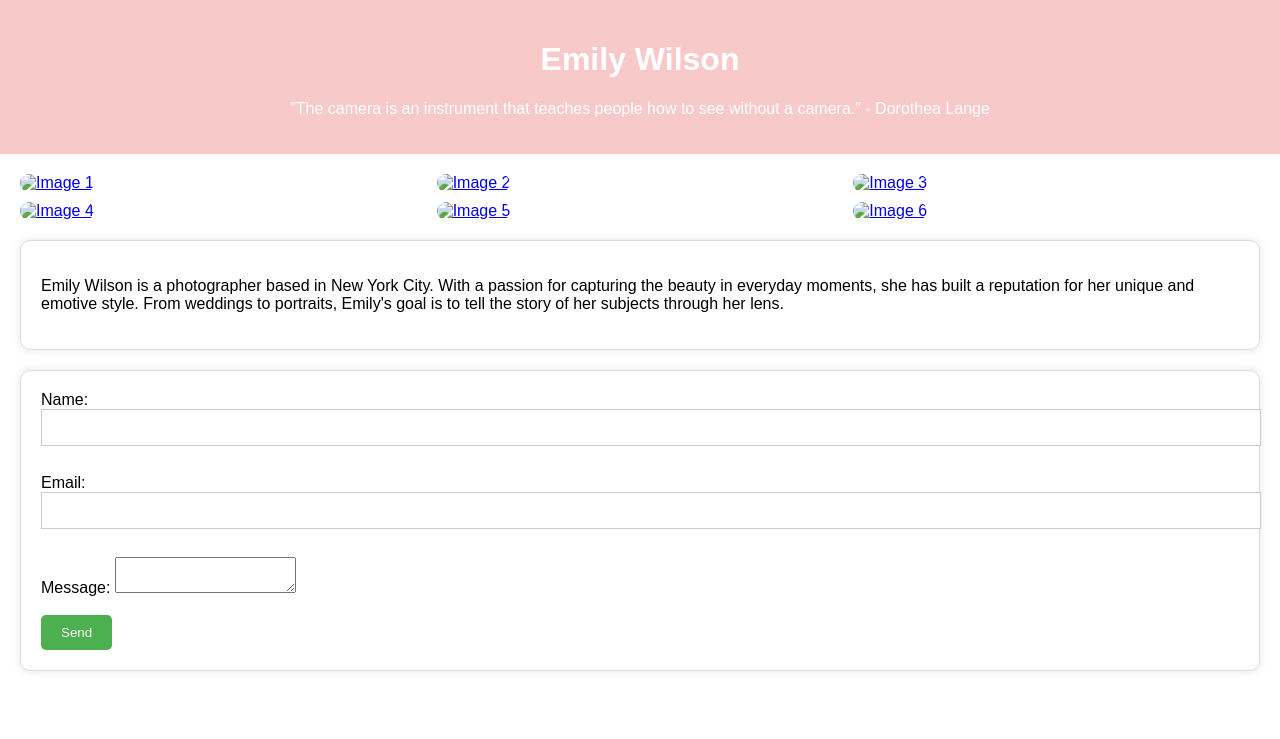 Emily Wilson
"The camera is an instrument that teaches people how to see without a camera." - Dorothea Lange
Image 1 Image 2 Image 3
Image 4 Image 5 Image 6
Emily Wilson is a photographer based in New York City. With a passion for capturing the beauty in everyday moments, she has built a reputation for her unique and
emotive style. From weddings to portraits, Emily's goal is to tell the story of her subjects through her lens.
Name:
Email:
Message:
Send